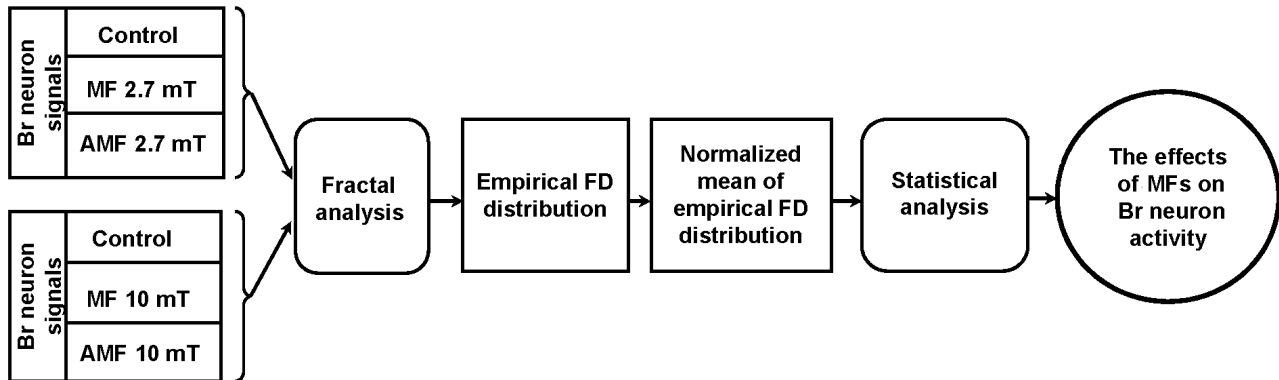 Br neuron
signals
Control
MF 2.7 mT
AMF 2.7 mT
Br neuron
signals
Control
MF 10 mT
AMF 10 mT
Fractal
analysis
Empirical FD
distribution
Normalized
mean of
empirical FD
distribution
Statistical
analysis
The effects
of MFs on
Br neuron
activity